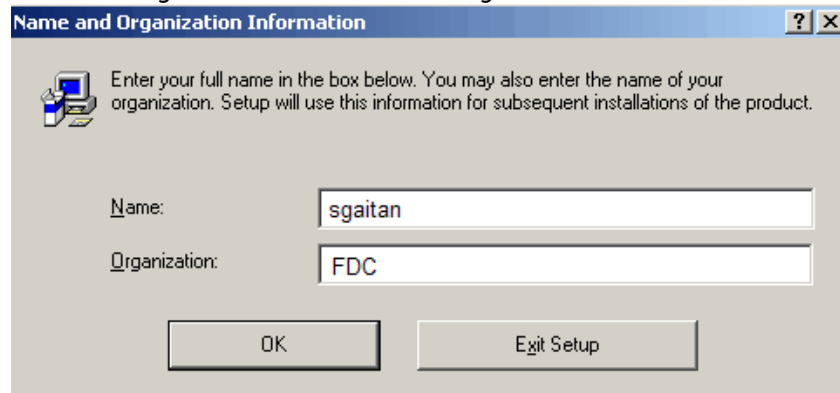 Name and Organization Information
Enter your full name in the box below. You may also enter the name of your
organization. Setup will use this information for subsequent installations of the product.
Name: sgaitan
Organization: FDC
OK Exit Setup